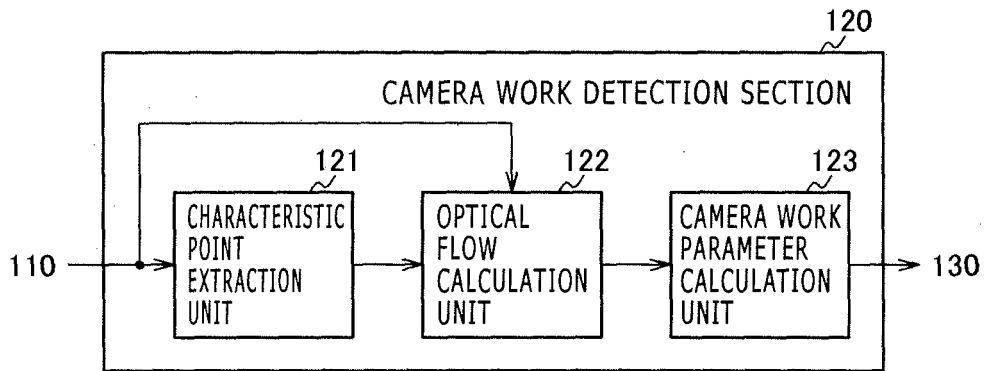 120
CAMERA WORK DETECTION SECTION
121
122
123
CHARACTERISTIC
POINT
EXTRACTION
UNIT
OPTICAL
FLOW
CALCULATION
UNIT
CAMERA WORK
PARAMETER
CALCULATION
UNIT
110
130